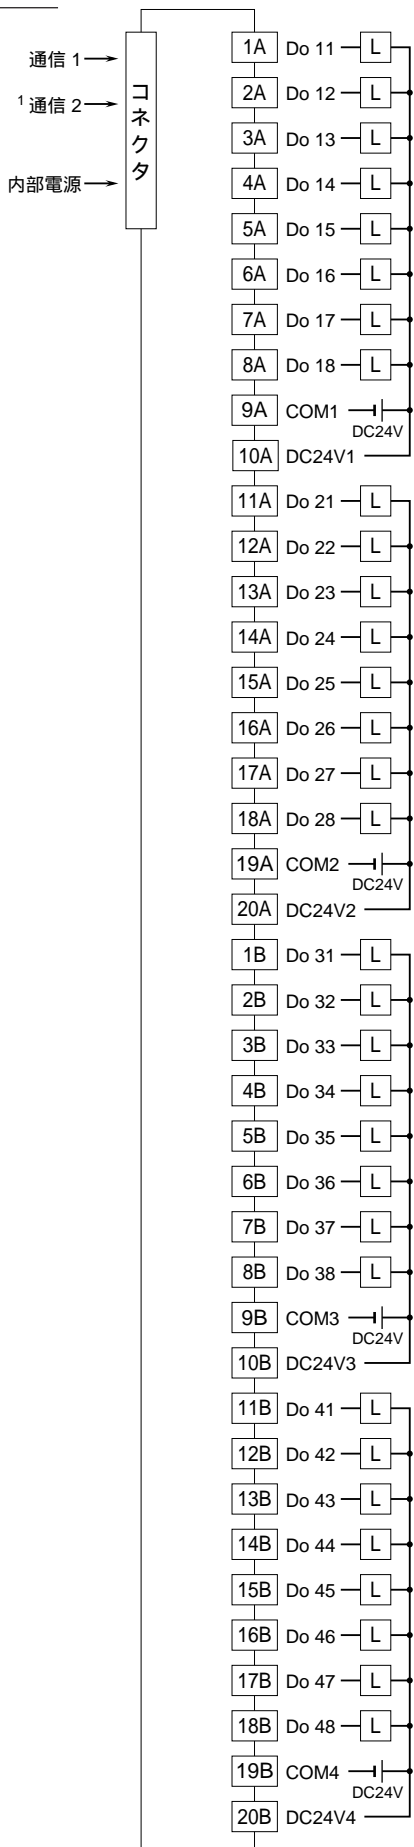 通信 1
1 通信 2
内部電源
コネクタ
1A Do 11 L
2A Do 12 L
3A Do 13 L
4A Do 14 L
5A Do 15 L
6A Do 16 L
7A Do 17 L
8A Do 18 L
9A COM1
DC24V
10A DC24V1
11A Do 21 L
12A Do 22 L
13A Do 23 L
14A Do 24 L
15A Do 25 L
16A Do 26 L
17A Do 27 L
18A Do 28 L
19A COM2
DC24V
20A DC24V2
1B Do 31 L
2B Do 32 L
3B Do 33 L
4B Do 34 L
5B Do 35 L
6B Do 36 L
7B Do 37 L
8B Do 38 L
9B COM3
DC24V
10B DC24V3
11B Do 41 L
12B Do 42 L
13B Do 43 L
14B Do 44 L
15B Do 45 L
16B Do 46 L
17B Do 47 L
18B Do 48 L
19B COM4
DC24V
20B DC24V4